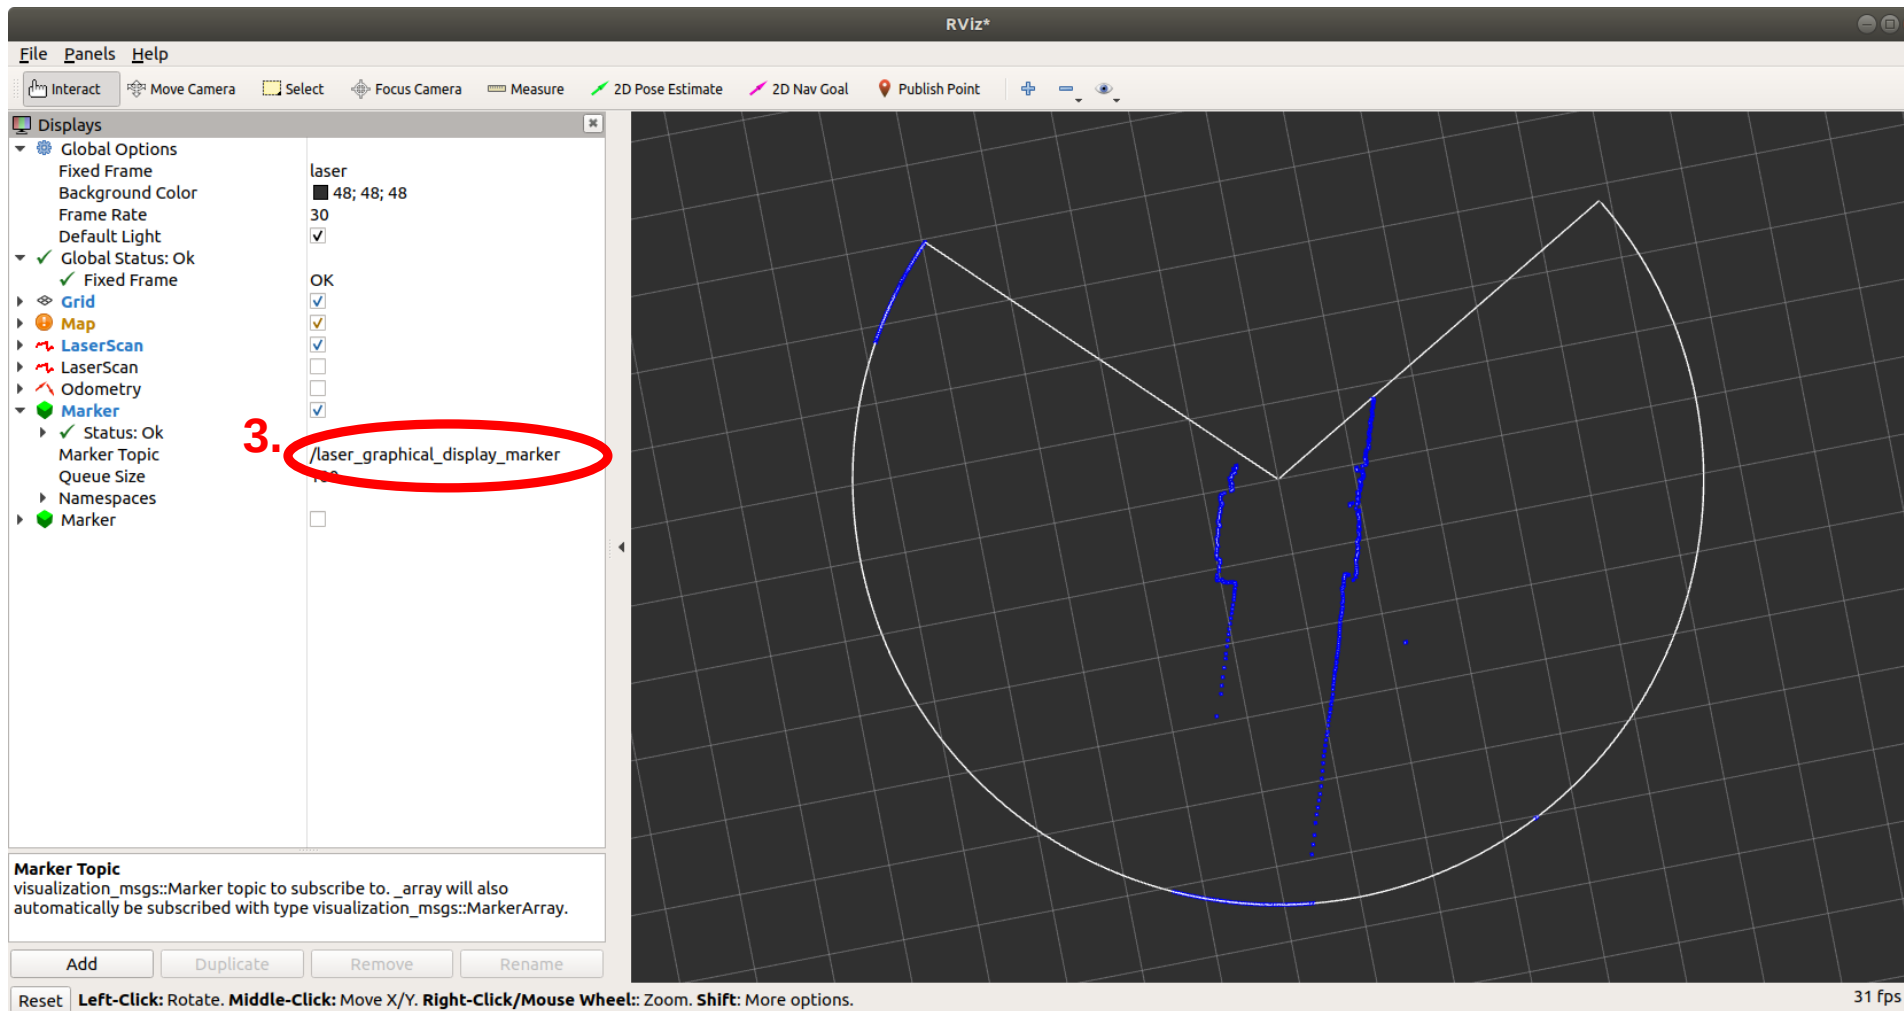 RViz*
File Panels Help
Interact Move Camera Select Focus Camera Measure 2D Pose Estimate 2D Nav Goal Publish Point
Displays
Global Options
Fixed Frame laser
Background Color 48; 48; 48
Frame Rate 30
Default Light
Global Status: Ok
Fixed Frame OK
Grid
Map
LaserScan
LaserScan
Odometry
Marker
Status: Ok
3.
Marker Topic /laser_graphical_display_marker
Queue Size
Namespaces
Marker
Marker Topic
visualization_msgs::Marker topic to subscribe to. _array will also
automatically be subscribed with type visualization_msgs::MarkerArray.
Add Duplicate Remove Rename
Reset Left-Click: Rotate. Middle-Click: Move X/Y. Right-Click/Mouse Wheel:: Zoom. Shift: More options. 31 fps